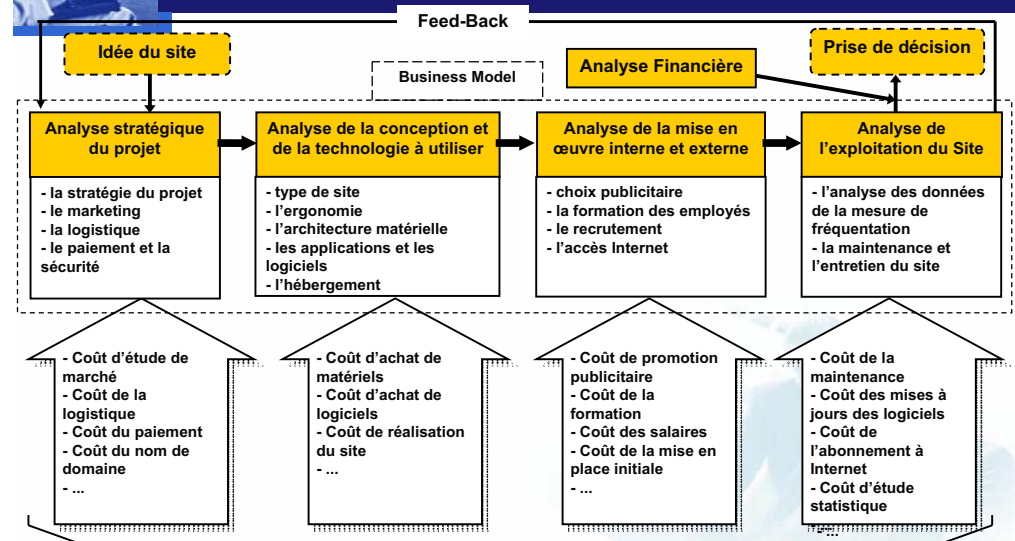 Feed-Back
Idée du site
Business Model
Analyse Financière
Prise de décision
Analyse stratégique
du projet
- la stratégie du projet
- le marketing
- la logistique
- le paiement et la
sécurité
Analyse de la conception et
de la technologie à utiliser
- type de site
- l’ergonomie
- l’architecture matérielle
- les applications et les
logiciels
- l’hébergement
Analyse de la mise en
œuvre interne et externe
- choix publicitaire
- la formation des employés
- le recrutement
- l’accès Internet
Analyse de
l’exploitation du Site
- l’analyse des données
de la mesure de
fréquentation
- la maintenance et
l’entretien du site
- Coût d’étude de
marché
- Coût de la
logistique
- Coût du paiement
- Coût du nom de
domaine
- ...
- Coût d’achat de
matériels
- Coût d’achat de
logiciels
- Coût de réalisation
du site
- ...
- Coût de promotion
publicitaire
- Coût de la
formation
- Coût des salaires
- Coût de la mise en
place initiale
- ...
- Coût de la
maintenance
- Coût des mises à
jours des logiciels
- Coût de
l’abonnement à
Internet
- Coût d’étude
statistique
- ...